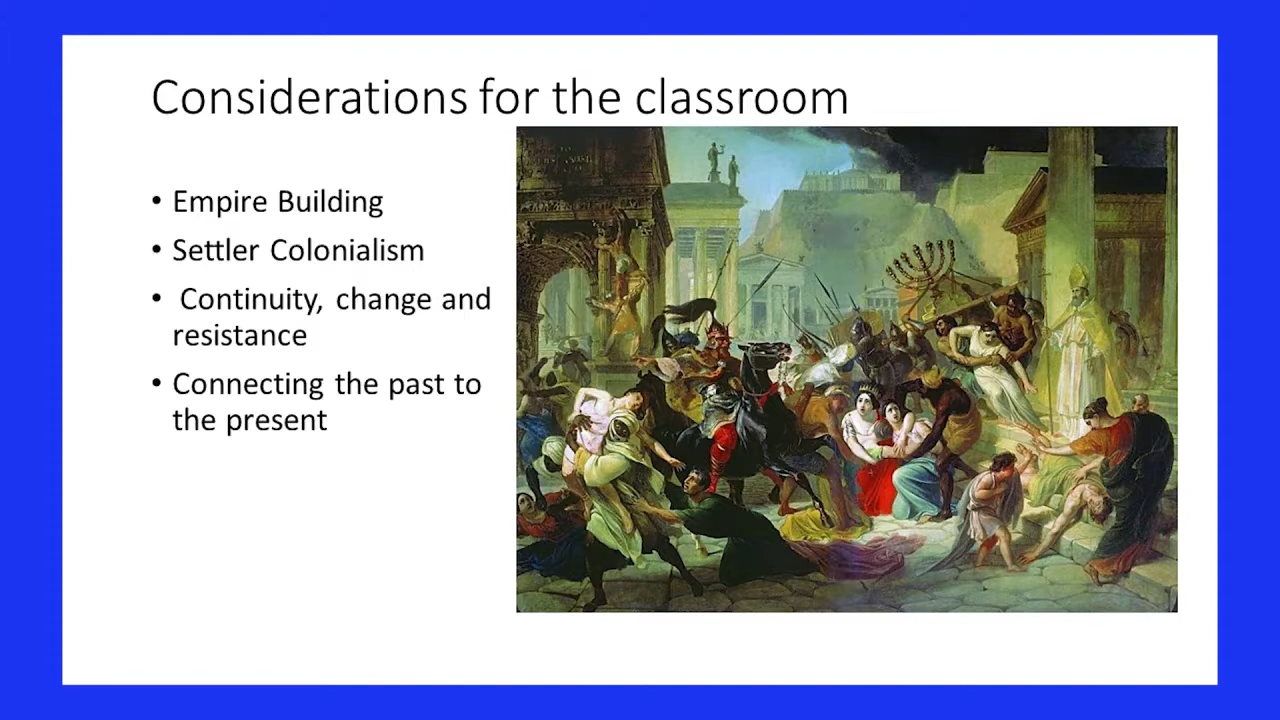 Considerations for the classroom
• Empire Building
• Settler Colonialism
• Continuity, change and
resistance
• Connecting the past to
the present